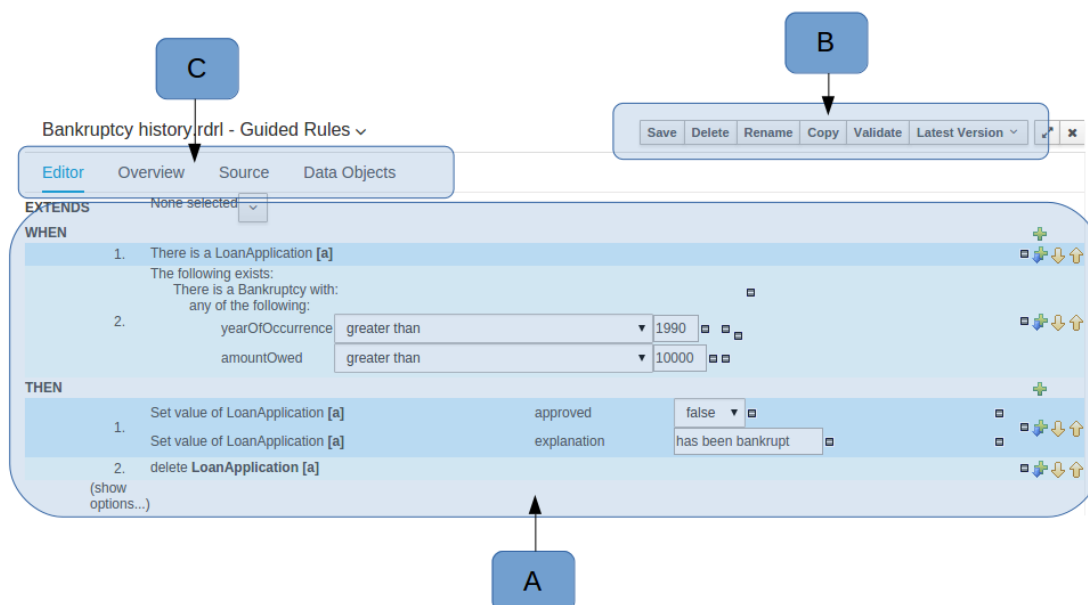 B
C
Bankruptcy history.rdrl - Guided Rules
Save Delete Rename Copy Validate Latest Version
Editor Overview Source Data Objects
EXTENDS None selected
WHEN
1. There is a LoanApplication [a]
The following exists:
There is a Bankruptcy with:
any of the following:
2.
yearOfOccurrence greater than 1990
amountOwed greater than 10000
THEN
1.
Set value of LoanApplication [a] approved false
Set value of LoanApplication [a] explanation has been bankrupt
2. delete LoanApplication [a]
(show
options...)
A